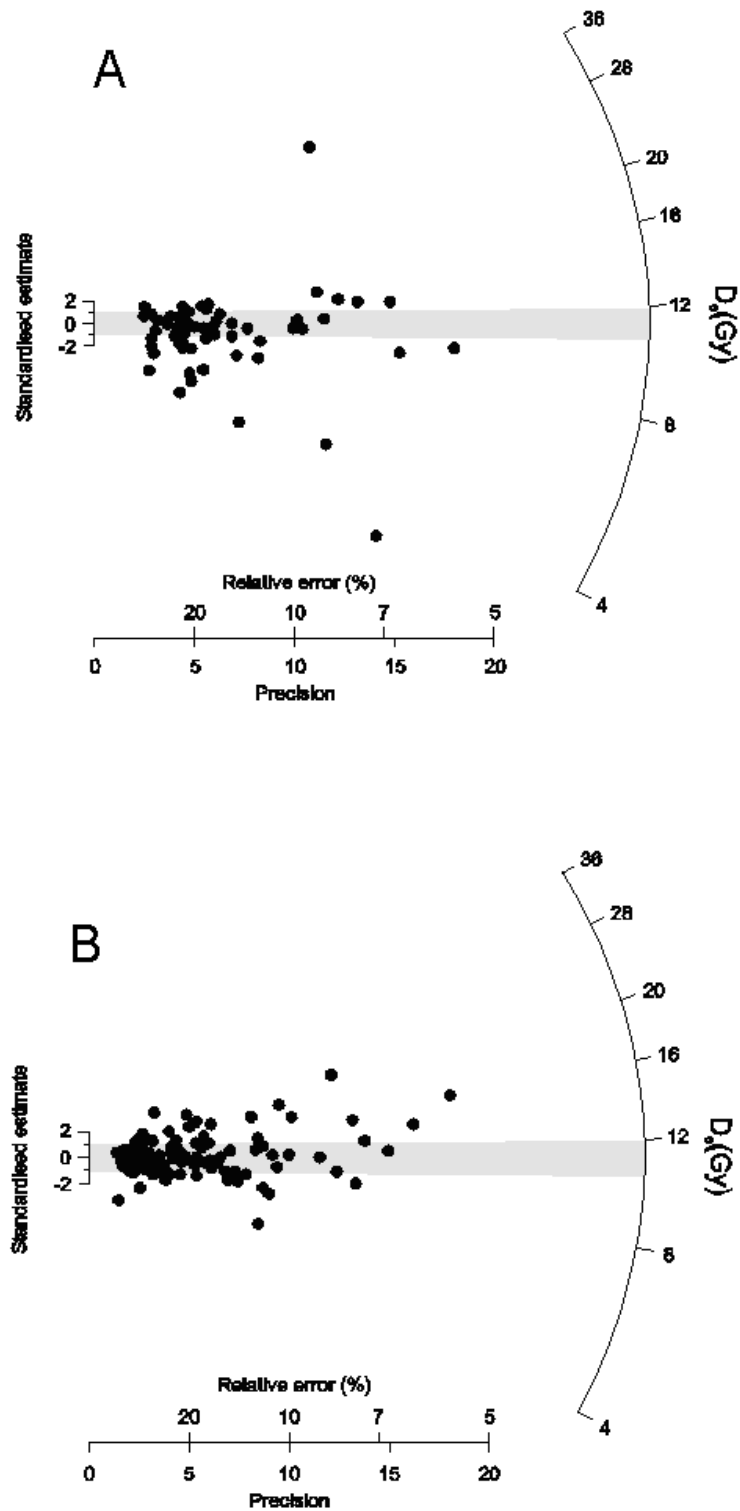 A
36
28
20
16
12
8
4
Dₑ(Gy)
Standardised estimate
2
0
-2
Relative error (%)
20 10 7 5
0 5 10 15 20
Precision
B
36
28
20
16
12
8
4
Dₑ(Gy)
Standardised estimate
2
0
-2
Relative error (%)
20 10 7 5
0 5 10 15 20
Precision